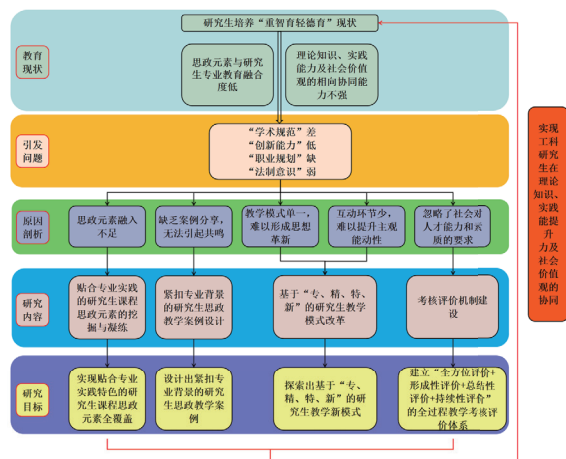 研究生培养“重智育轻德育”现状
教育
现状
思政元素与研究
生专业教育融合
度低
理论知识、实践
能力及社会价值
观的相向协同能
力不强
引发
问题
“学术规范”差
“创新能力”低
“职业规划”缺
“法制意识”弱
原因
剖析
思政元素融入
不足
缺乏案例分享，
无法引起共鸣
教学模式单一，
难以形成思想
革新
互动环节少，
难以提升主观
能动性
忽略了社会对
人才能力和素
质的要求
研究
内容
贴合专业实践
的研究生课程
思政元素的挖
掘与凝练
紧扣专业背景
的研究生思政
教学案例设计
基于“专、精、特、
新”的研究生教学
模式改革
考核评价机制建
设
研究
目标
实现贴合专业
实践特色的研
究生课程思政
元素全覆盖
设计出紧扣专
业背景的研究
生思政教学案
例
探索出基于“专、
精、特、新”的研
究生教学新模式
建立“全方位评价+
形成性评价+总结性
评价+持续性评价”
的全过程教学考核评
价体系
实现
工科
研究
生在
理论
知识、
实践
能提
升
力及
社会
价值
观的
协同